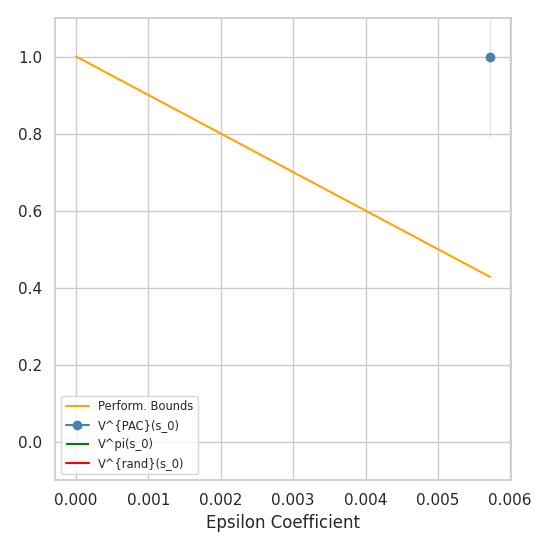 1.0
0.8
0.6
0.4
0.2
0.0
Perform. Bounds
V^{PAC}(s_0)
V^pi(s_0)
V^{rand}(s_0)
0.000 0.001 0.002 0.003 0.004 0.005 0.006
Epsilon Coefficient